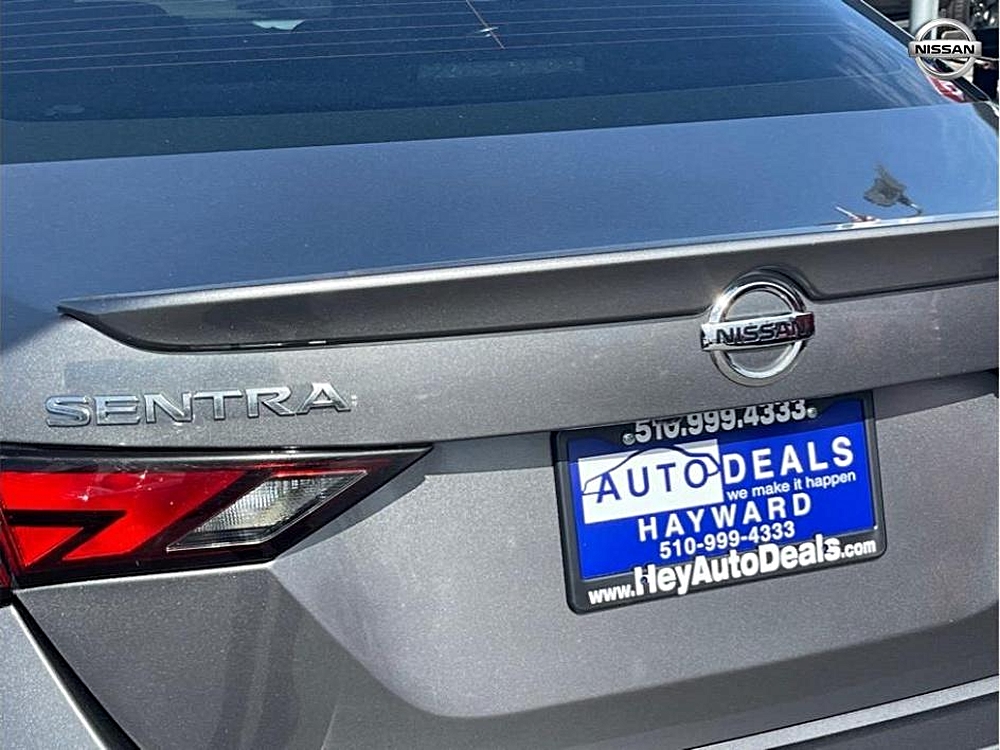 NISSAN
NISSAN
SENTRA
510.999.4333
AUTO DEALS
we make it happen
HAYWARD
510-999-4333
www.HeyAutoDeals.com